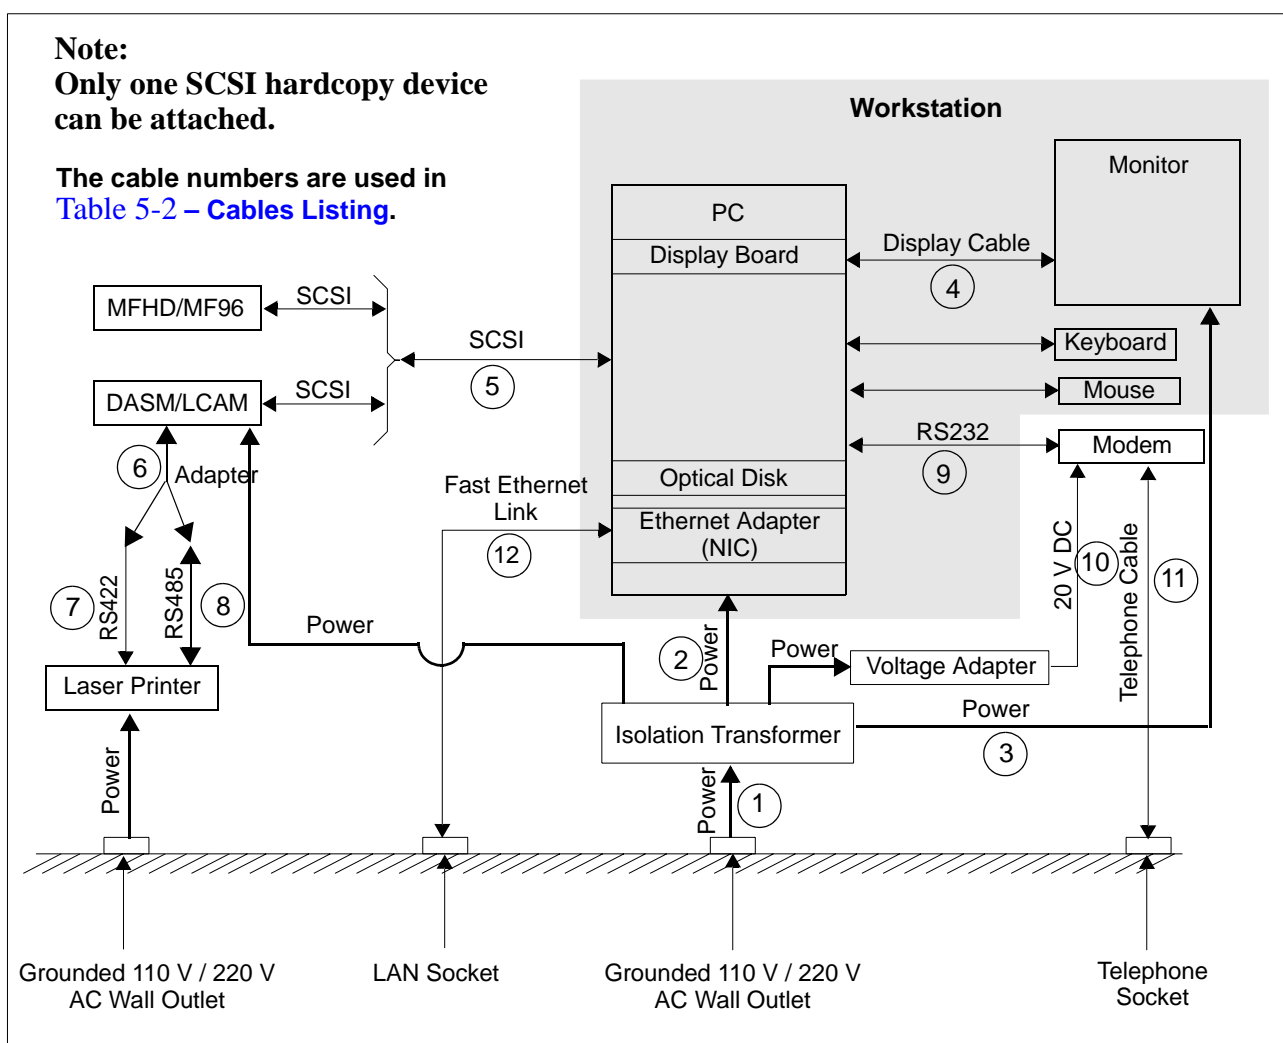 Note:
Only one SCSI hardcopy device
can be attached.
The cable numbers are used in
Table 5-2 – Cables Listing.
Workstation
Monitor
PC
Display Board
Display Cable
4
MFHD/MF96
SCSI
SCSI
5
Keyboard
DASM/LCAM
SCSI
Mouse
6
Adapter
RS232
9
Modem
Fast Ethernet
Link
12
Optical Disk
Ethernet Adapter
(NIC)
7
RS422
RS485
8
20 V DC
10
Telephone Cable
11
Power
2
Power
Power
Voltage Adapter
Laser Printer
Isolation Transformer
Power
3
Power
Power
1
Grounded 110 V / 220 V
AC Wall Outlet
LAN Socket
Grounded 110 V / 220 V
AC Wall Outlet
Telephone
Socket